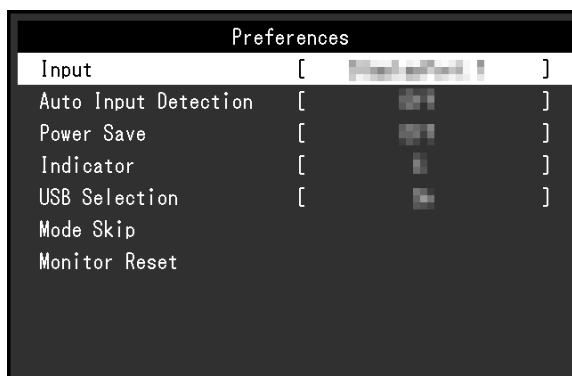 Preferences
Input [ ]
Auto Input Detection [ ]
Power Save [ ]
Indicator [ ]
USB Selection [ ]
Mode Skip
Monitor Reset